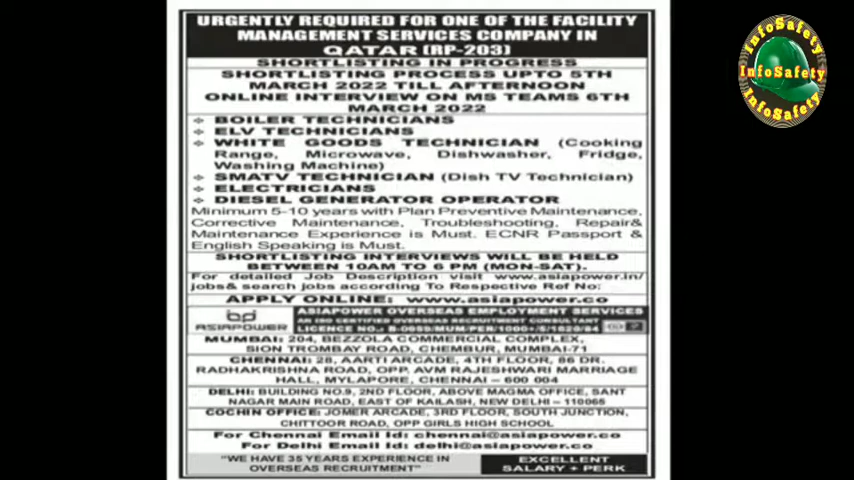 URGENTLY REQUIRED FOR ONE OF THE FACILITY
MANAGEMENT SERVICES COMPANY IN
QATAR (RP-203)
SHORTLISTING IN PROGRESS
SHORTLISTING PROCESS UPTO 5TH
MARCH 2022 TILL AFTERNOON
ONLINE INTERVIEW ON MS TEAMS 6TH
MARCH 2022
BOILER TECHNICIANS
ELV TECHNICIANS
WHITE GOODS TECHNICIAN (Cooking
Range, Microwave, Dishwasher, Fridge,
Washing Machine)
SMATV TECHNICIAN (Dish TV Technician)
ELECTRICIANS
DIESEL GENERATOR OPERATOR
Minimum 5-10 years with Plan Preventive Maintenance,
Corrective Maintenance, Troubleshooting, Repair&
Maintenance Experience is Must. ECNR Passport &
English Speaking is Must.
SHORTLISTING INTERVIEWS WILL BE HELD
BETWEEN 10AM TO 6 PM (MON-SAT).
For detailed Job Description visit www.asiapower.in/
jobs& search jobs according To Respective Ref No:
APPLY ONLINE: www.asiapower.co
ASIAPOWER
ASIAPOWER OVERSEAS EMPLOYMENT SERVICES
AN ISO CERTIFIED OVERSEAS RECRUITMENT CONSULTANT
LICENCE NO.:
MUMBAI: 204, BEZZOLA COMMERCIAL COMPLEX,
SION TROMBAY ROAD, CHEMBUR, MUMBAI-71
CHENNAI: 28, AARTI ARCADE, 4TH FLOOR, 86 DR.
RADHAKRISHNA ROAD, OPP. AVM RAJESHWARI MARRIAGE
HALL, MYLAPORE, CHENNAI – 600 004
DELHI: BUILDING NO.9, 2ND FLOOR, ABOVE MAGMA OFFICE, SANT
NAGAR MAIN ROAD, EAST OF KAILASH, NEW DELHI – 110065
COCHIN OFFICE: JOMER ARCADE, 3RD FLOOR, SOUTH JUNCTION,
CHITTOOR ROAD, OPP GIRLS HIGH SCHOOL
For Chennai Email Id: chennai@asiapower.co
For Delhi Email Id: delhi@asiapower.co
"WE HAVE 35 YEARS EXPERIENCE IN
OVERSEAS RECRUITMENT"
EXCELLENT
SALARY + PERK
InfoSafety
InfoSafety
InfoSafety